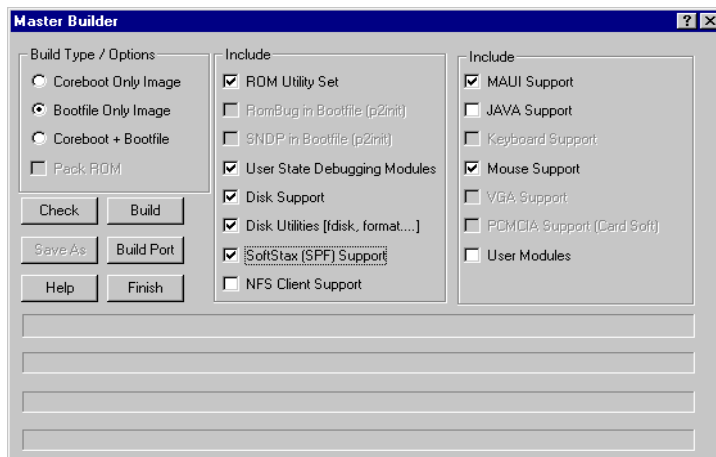 Master Builder
Build Type / Options
Coreboot Only Image
Bootfile Only Image
Coreboot + Bootfile
Pack ROM
Check
Build
Save As
Build Port
Help
Finish
Include
ROM Utility Set
RomBug in Bootfile (p2init)
SNDP in Bootfile (p2init)
User State Debugging Modules
Disk Support
Disk Utilities [fdisk, format....]
SoftStax (SPF) Support
NFS Client Support
Include
MAUI Support
JAVA Support
Keyboard Support
Mouse Support
VGA Support
PCMCIA Support (Card Soft)
User Modules